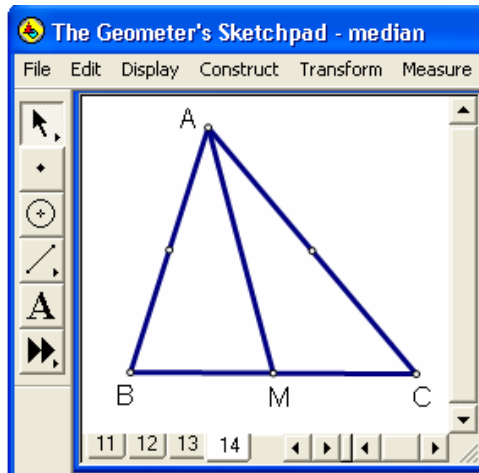 The Geometer's Sketchpad - median
File Edit Display Construct Transform Measure
A
A
B M C
11 12 13 14